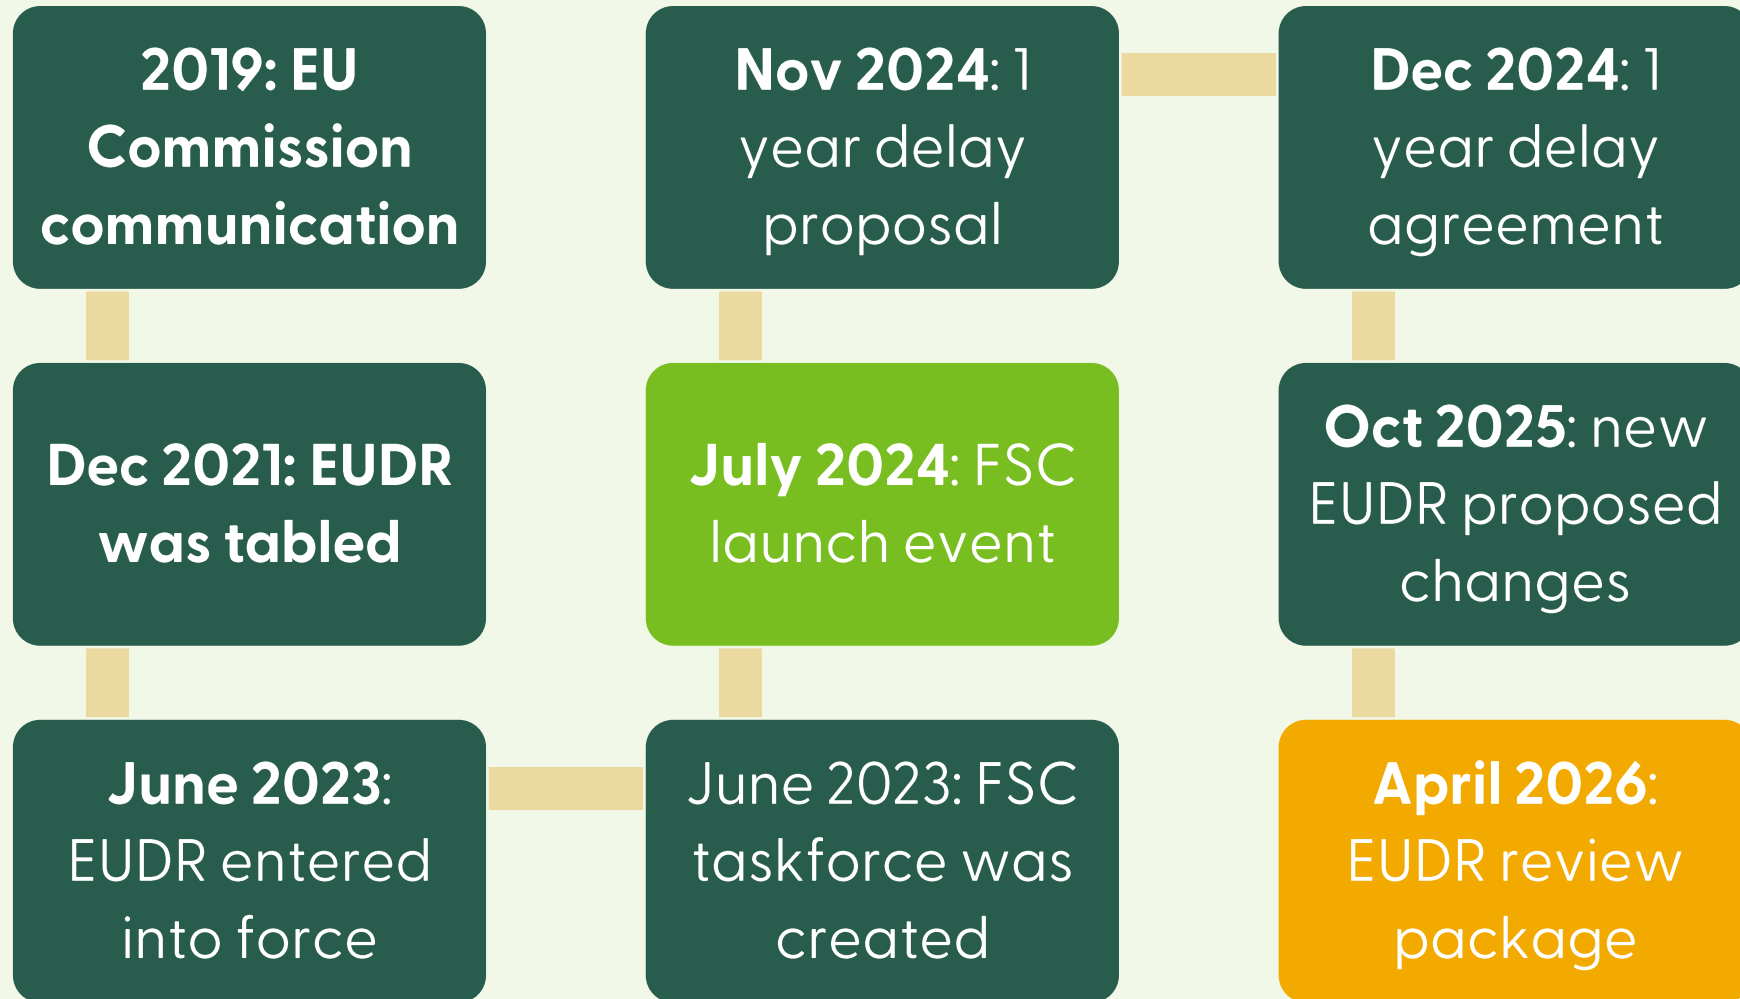 2019: EU
Commission
communication
Dec 2021: EUDR
was tabled
June 2023:
EUDR entered
into force
June 2023: FSC
taskforce was
created
July 2024: FSC
launch event
Nov 2024: 1
year delay
proposal
Dec 2024: 1
year delay
agreement
Oct 2025: new
EUDR proposed
changes
April 2026:
EUDR review
package